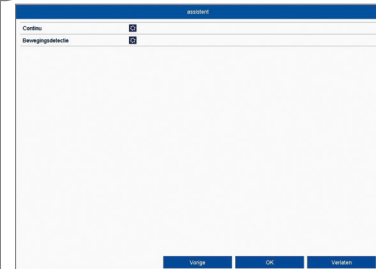 assistent
Continu
Bewegingsdetectie
Vorige
OK
Verlaten